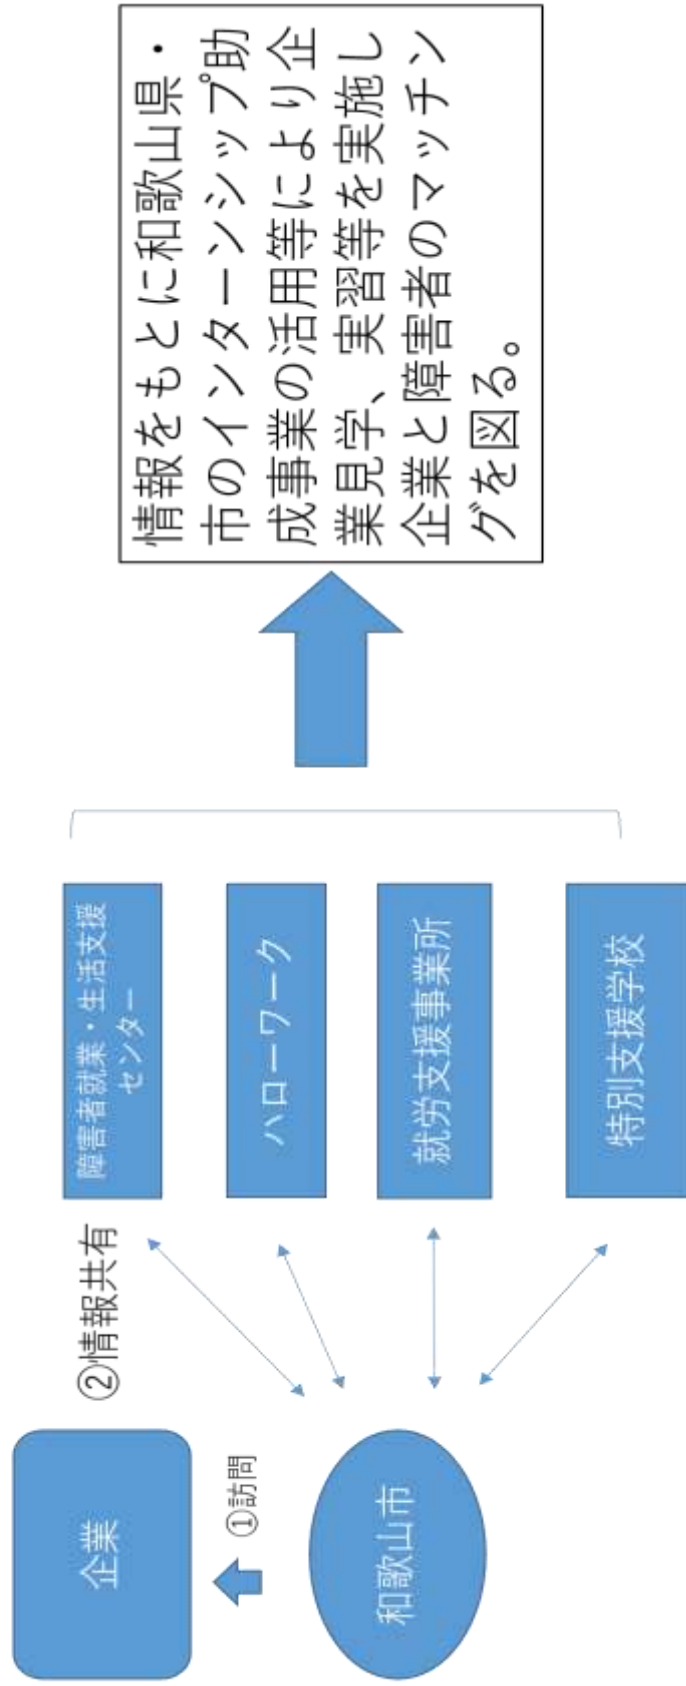 企業
①訪問
和歌山市
②情報共有
障害者就業・生活支援
センター
ハローワーク
就労支援事業所
特別支援学校
情報をもとに和歌山県・
市のインターンシップ助
成事業の活用等により企
業見学、実習等を実施し
企業と障害者のマッチン
グを図る。